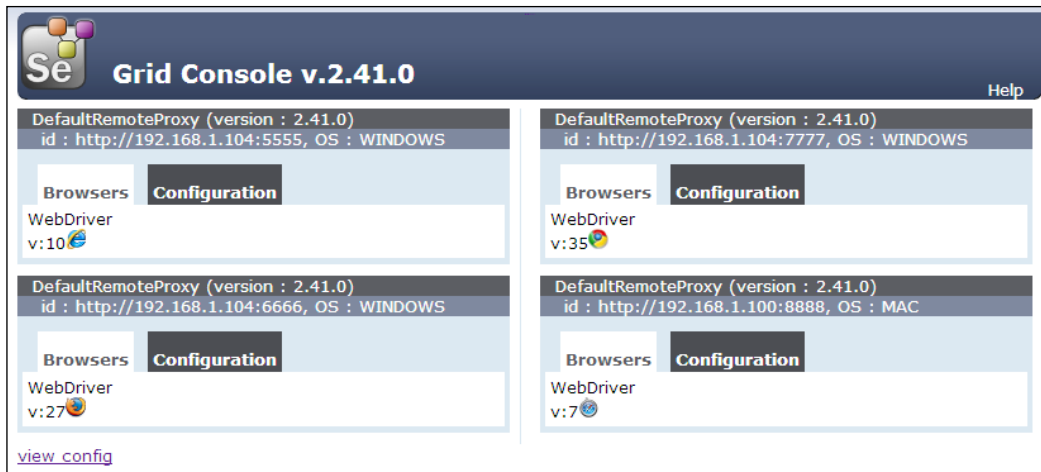 Se
Grid Console v.2.41.0
Help
DefaultRemoteProxy (version : 2.41.0)
id : http://192.168.1.104:5555, OS : WINDOWS
Browsers Configuration
WebDriver
v:10
DefaultRemoteProxy (version : 2.41.0)
id : http://192.168.1.104:7777, OS : WINDOWS
Browsers Configuration
WebDriver
v:35
DefaultRemoteProxy (version : 2.41.0)
id : http://192.168.1.104:6666, OS : WINDOWS
Browsers Configuration
WebDriver
v:27
DefaultRemoteProxy (version : 2.41.0)
id : http://192.168.1.100:8888, OS : MAC
Browsers Configuration
WebDriver
v:7
view config